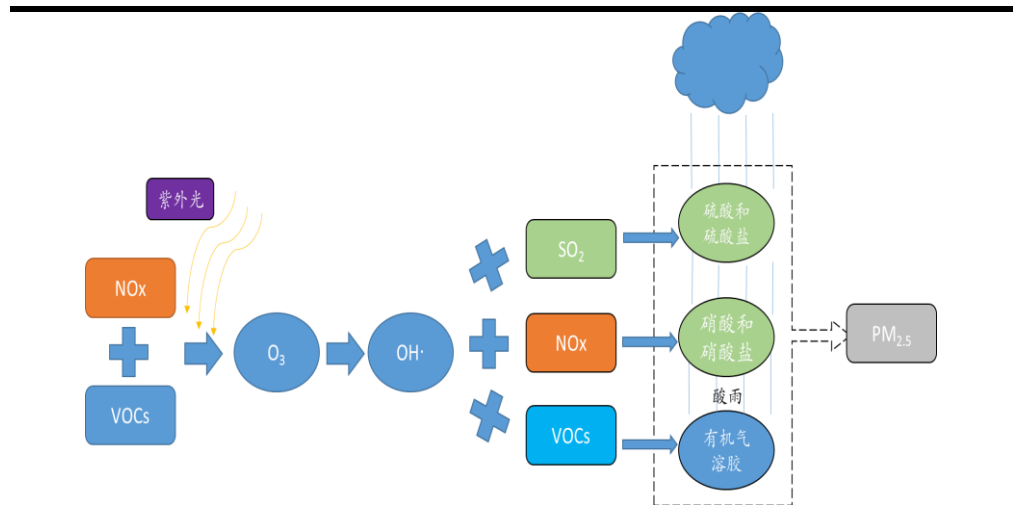 紫外光
NOx
VOCs
O₃
OH·
SO₂
NOx
VOCs
硫酸和
硫酸盐
硝酸和
硝酸盐
酸雨
有机气
溶胶
PM₂.₅